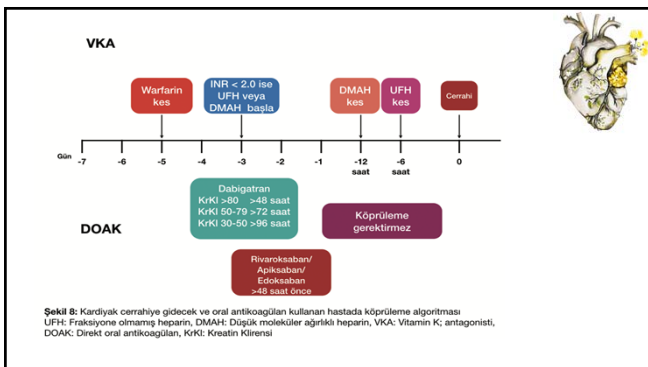 VKA
Warfarin
kes
INR < 2.0 ise
UFH veya
DMAH başla
DMAH
kes
UFH
kes
Cerrahi
Gün
-7 -6 -5 -4 -3 -2 -1 -12 saat -6 saat 0
Dabigatran
KrKl >80 >48 saat
KrKl 50-79 >72 saat
KrKl 30-50 >96 saat
DOAK
Köprüleme
gerektirmez
Rivaroksaban/
Apiksaban/
Edoksaban
>48 saat önce
Şekil 8: Kardiyak cerrahiye gidecek ve oral antikoagülan kullanan hastada köprüleme algoritması
UFH: Fraksiyone olmamış heparin, DMAH: Düşük moleküler ağırlıklı heparin, VKA: Vitamin K; antagonisti,
DOAK: Direkt oral antikoagülan, KrKl: Kreatin Klirensi